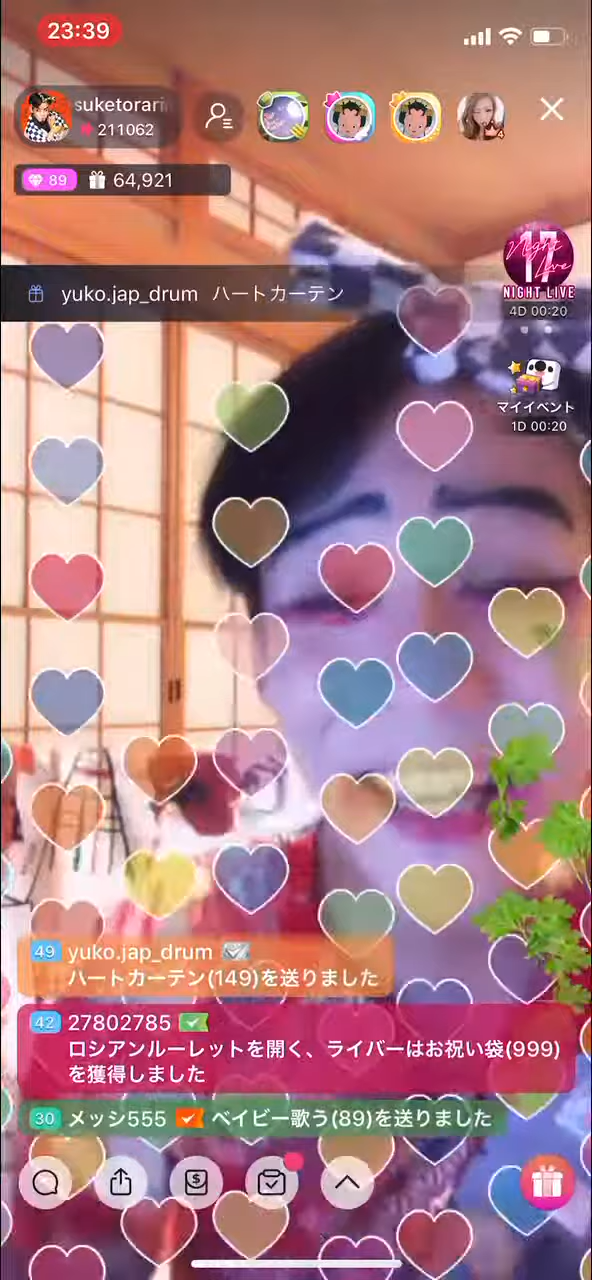 23:39
suketorarin
211062
4
89 64,921
17
Night Live
NIGHT LIVE
4D 00:20
yuko.jap_drum ハートカーテン
マイイベント
1D 00:20
49 yuko.jap_drum
ハートカーテン(149)を送りました
42 27802785
ロシアンルーレットを開く、ライバーはお祝い袋(999)
を獲得しました
30 メッシ555 ベイビー歌う(89)を送りました